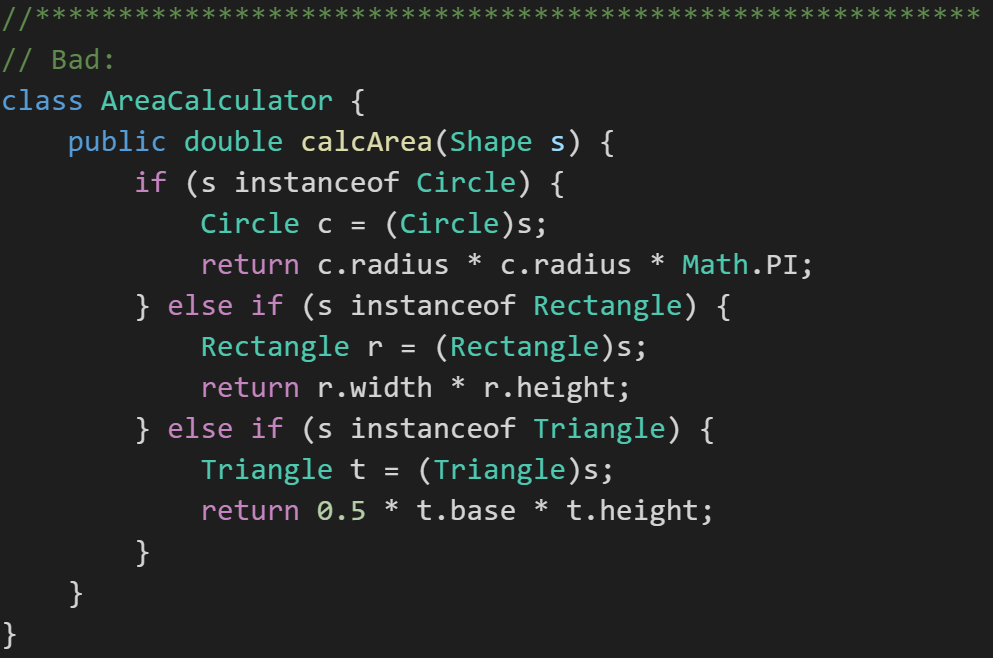 //*********************************************************
// Bad:
class AreaCalculator {
    public double calcArea(Shape s) {
        if (s instanceof Circle) {
            Circle c = (Circle)s;
            return c.radius * c.radius * Math.PI;
        } else if (s instanceof Rectangle) {
            Rectangle r = (Rectangle)s;
            return r.width * r.height;
        } else if (s instanceof Triangle) {
            Triangle t = (Triangle)s;
            return 0.5 * t.base * t.height;
        }
    }
}